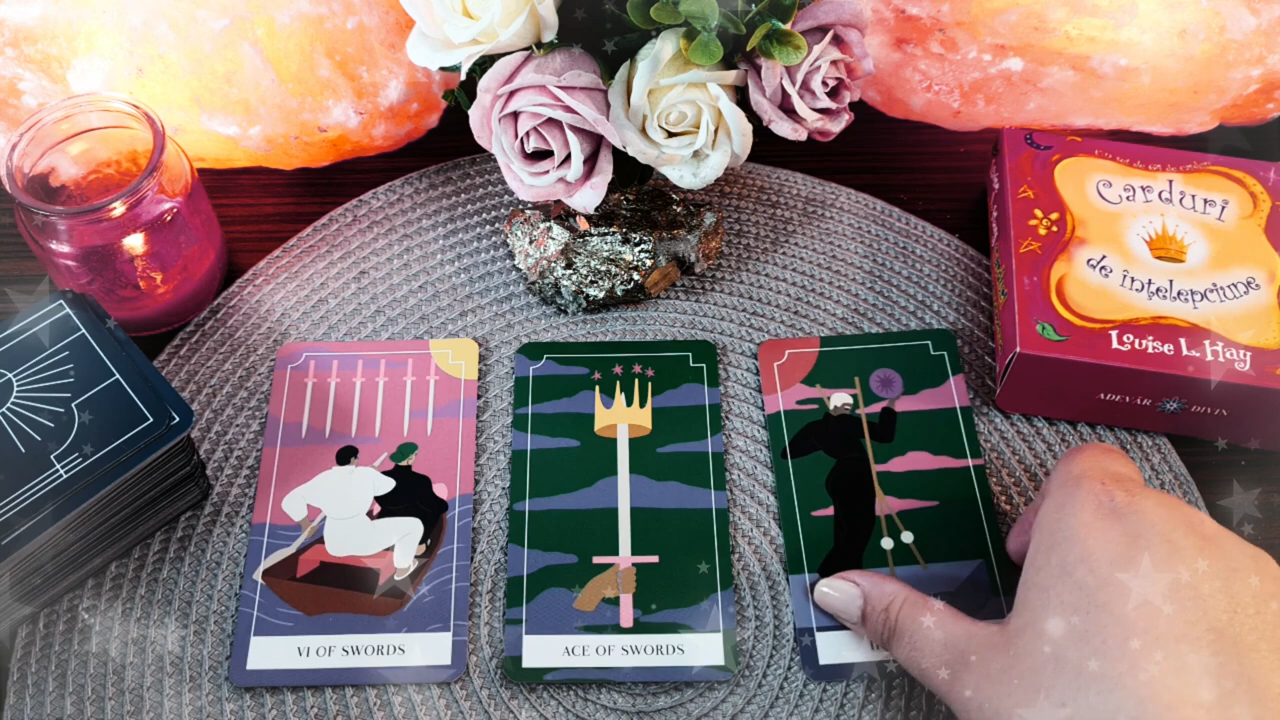 Carduri
de înțelepciune
Louise L. Hay
ADEVĂR DIVIN
VI OF SWORDS
ACE OF SWORDS